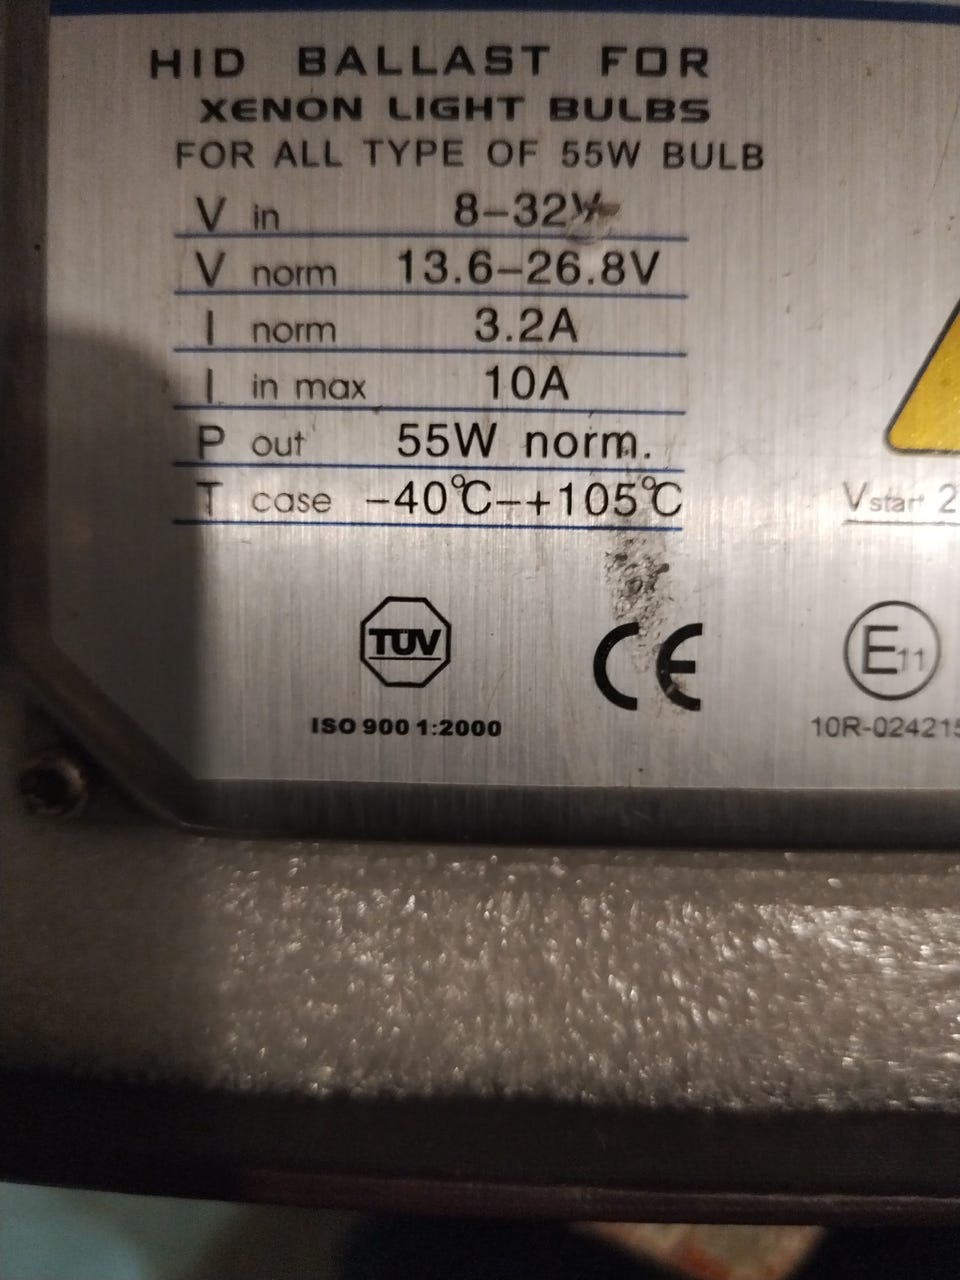 HID BALLAST FOR
XENON LIGHT BULBS
FOR ALL TYPE OF 55W BULB
V in 8-32V
V norm 13.6-26.8V
I norm 3.2A
I in max 10A
P out 55W norm.
T case -40℃-+105℃
Vstart 2
TUV
CE
E11
ISO 900 1:2000
10R-024215